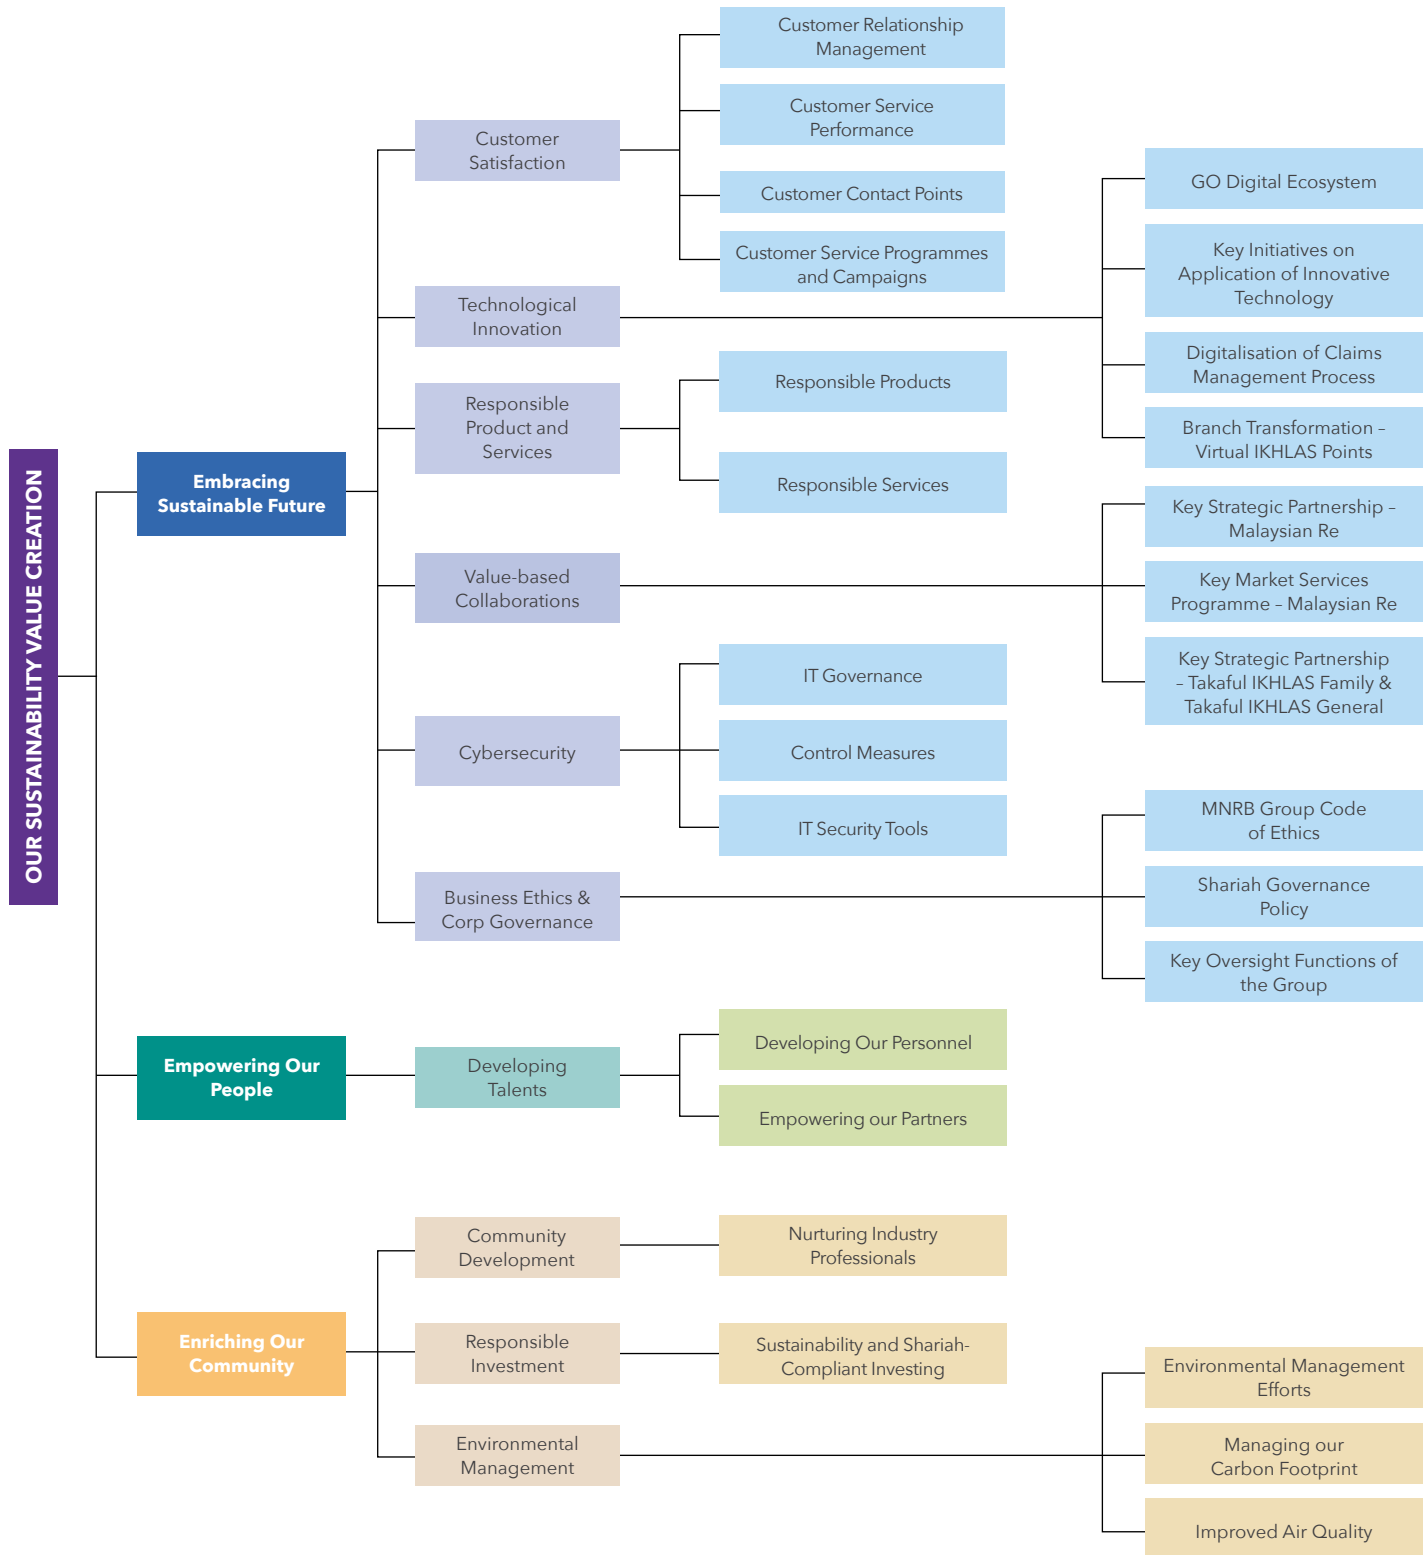 OUR SUSTAINABILITY VALUE CREATION
Embracing
Sustainable Future
Customer
Satisfaction
Customer Relationship
Management
Customer Service
Performance
Customer Contact Points
Customer Service Programmes
and Campaigns
Technological
Innovation
GO Digital Ecosystem
Key Initiatives on
Application of Innovative
Technology
Digitalisation of Claims
Management Process
Branch Transformation –
Virtual IKHLAS Points
Responsible
Product and
Services
Responsible Products
Responsible Services
Value-based
Collaborations
Key Strategic Partnership –
Malaysian Re
Key Market Services
Programme – Malaysian Re
Key Strategic Partnership
– Takaful IKHLAS Family &
Takaful IKHLAS General
Cybersecurity
IT Governance
Control Measures
IT Security Tools
Business Ethics &
Corp Governance
MNRB Group Code
of Ethics
Shariah Governance
Policy
Key Oversight Functions of
the Group
Empowering Our
People
Developing
Talents
Developing Our Personnel
Empowering our Partners
Enriching Our
Community
Community
Development
Nurturing Industry
Professionals
Responsible
Investment
Sustainability and Shariah-
Compliant Investing
Environmental
Management
Environmental Management
Efforts
Managing our
Carbon Footprint
Improved Air Quality